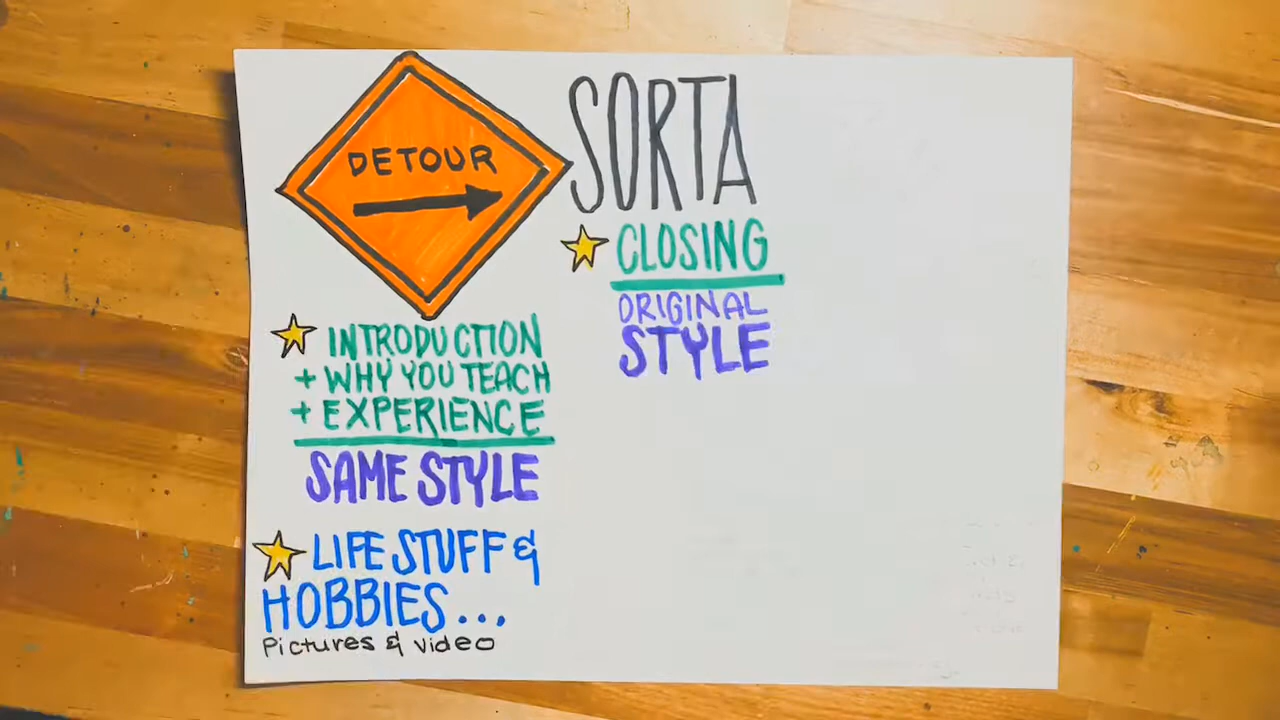 DETOUR
SORTA
CLOSING
ORIGINAL
STYLE
INTRODUCTION
+ WHY YOU TEACH
+ EXPERIENCE
SAME STYLE
LIFE STUFF &
HOBBIES...
Pictures & video